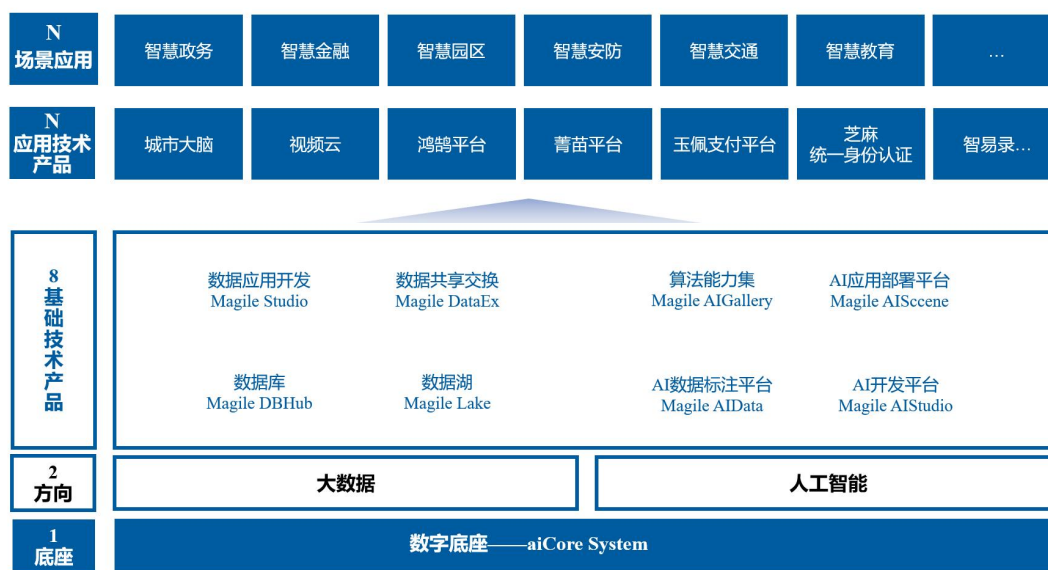 N
场景应用
智慧政务
智慧金融
智慧园区
智慧安防
智慧交通
智慧教育
…
N
应用技术
产品
城市大脑
视频云
鸿鹄平台
菁苗平台
玉佩支付平台
芝麻
统一身份认证
智易录…
8
基
础
技
术
产
品
数据应用开发
Magile Studio
数据共享交换
Magile DataEx
算法能力集
Magile AIGallery
AI应用部署平台
Magile AISccene
数据库
Magile DBHub
数据湖
Magile Lake
AI数据标注平台
Magile AIData
AI开发平台
Magile AIStudio
2
方向
大数据
人工智能
1
底座
数字底座——aiCore System